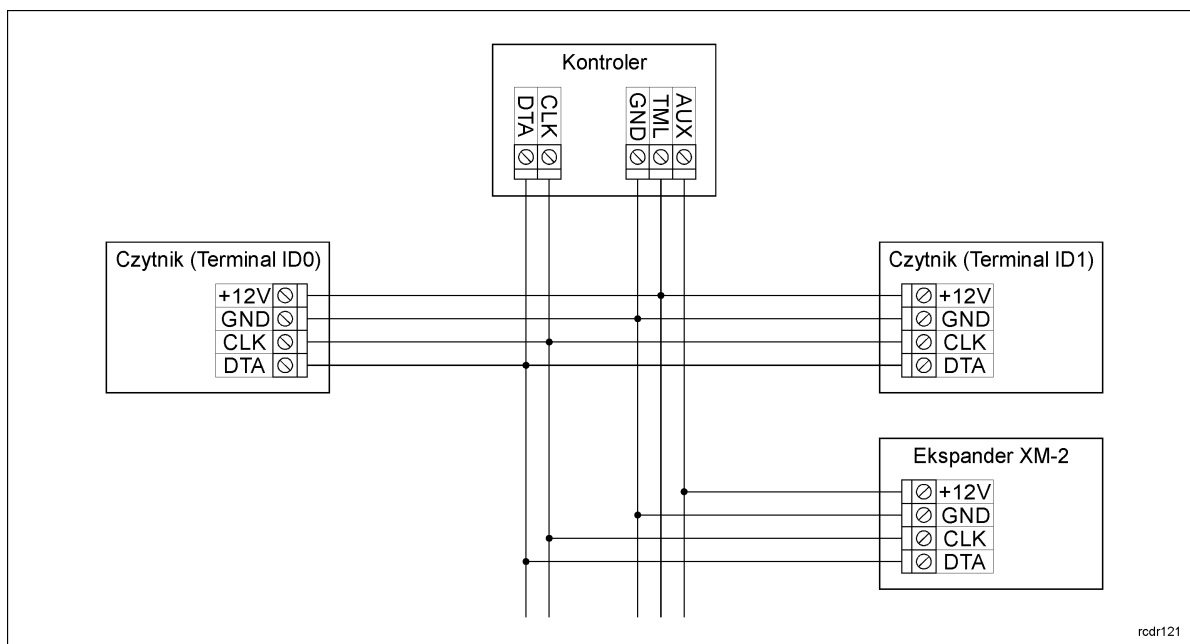 Kontroler
DTA
CLK
GND
TML
AUX
Czytnik (Terminal ID0)
+12V
GND
CLK
DTA
Czytnik (Terminal ID1)
+12V
GND
CLK
DTA
Ekspander XM-2
+12V
GND
CLK
DTA
rcdr121